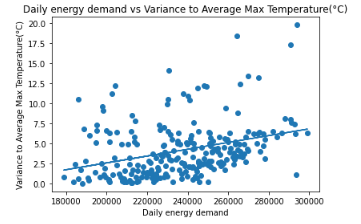 Daily energy demand vs Variance to Average Max Temperature(°C)
Variance to Average Max Temperature(°C)
20.0
17.5
15.0
12.5
10.0
7.5
5.0
2.5
0.0
180000 200000 220000 240000 260000 280000 300000
Daily energy demand